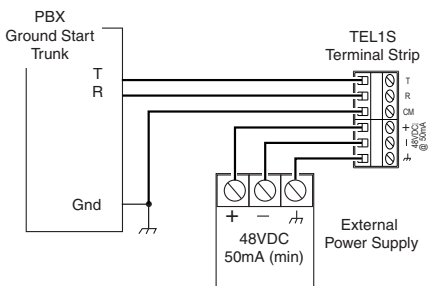 PBX
Ground Start
Trunk
T
R
Gnd
TEL1S
Terminal Strip
T
R
CM
+
–
48VDC
@ 50mA
+
–
48VDC
50mA (min)
External
Power Supply